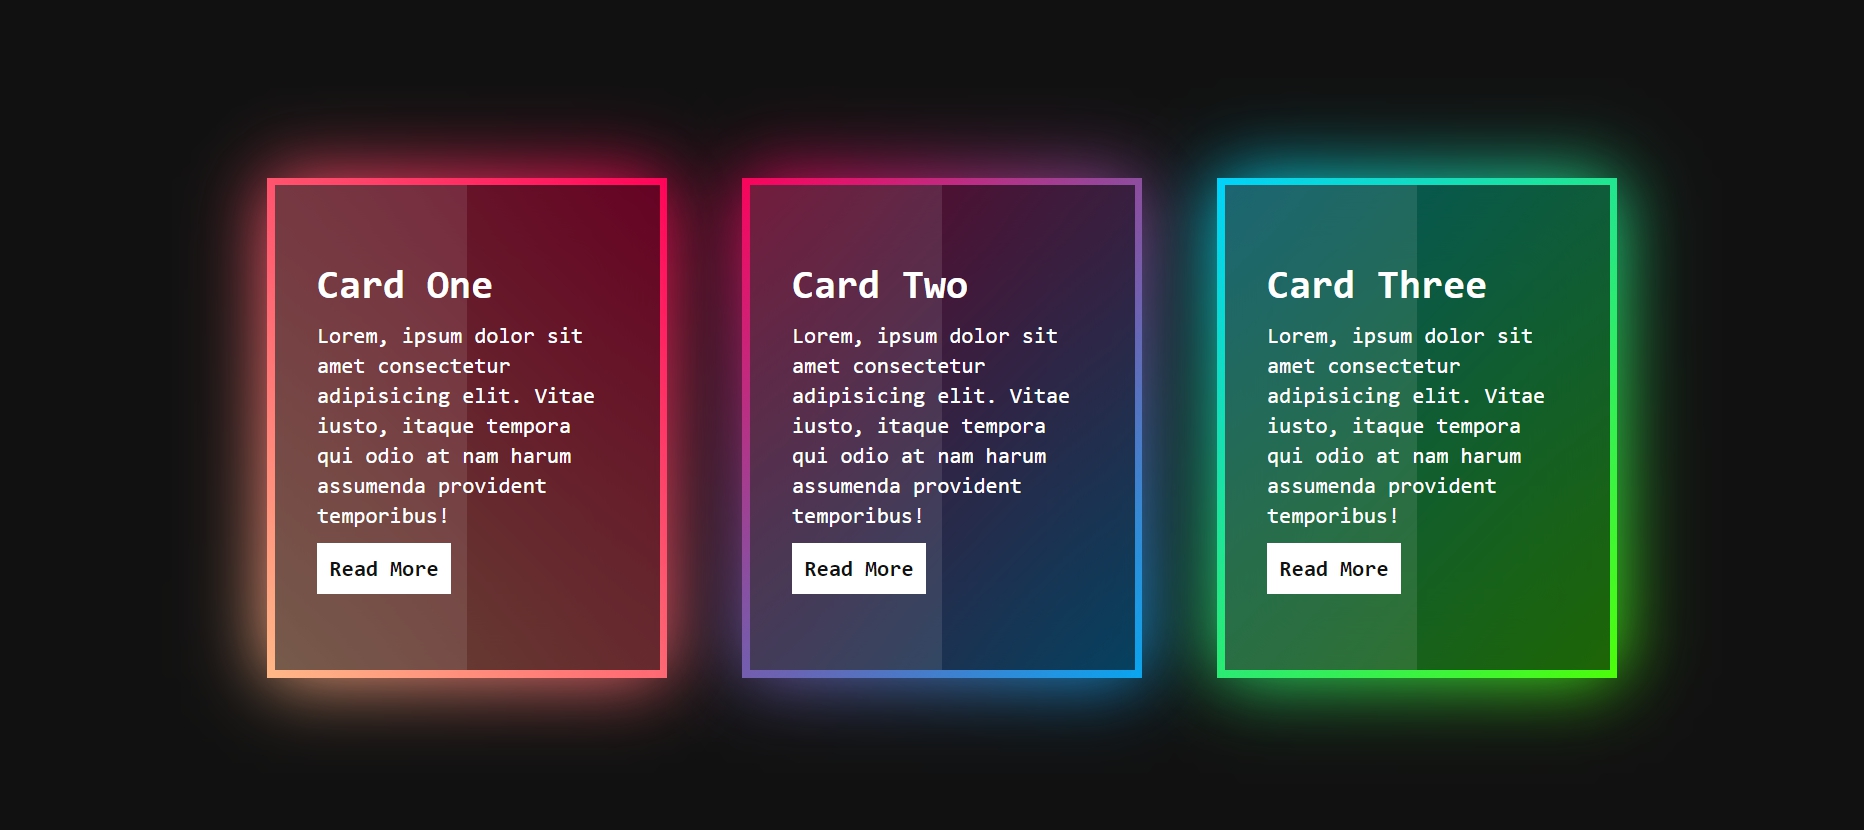 Card One
Lorem, ipsum dolor sit
amet consectetur
adipisicing elit. Vitae
iusto, itaque tempora
qui odio at nam harum
assumenda provident
temporibus!
Read More
Card Two
Lorem, ipsum dolor sit
amet consectetur
adipisicing elit. Vitae
iusto, itaque tempora
qui odio at nam harum
assumenda provident
temporibus!
Read More
Card Three
Lorem, ipsum dolor sit
amet consectetur
adipisicing elit. Vitae
iusto, itaque tempora
qui odio at nam harum
assumenda provident
temporibus!
Read More